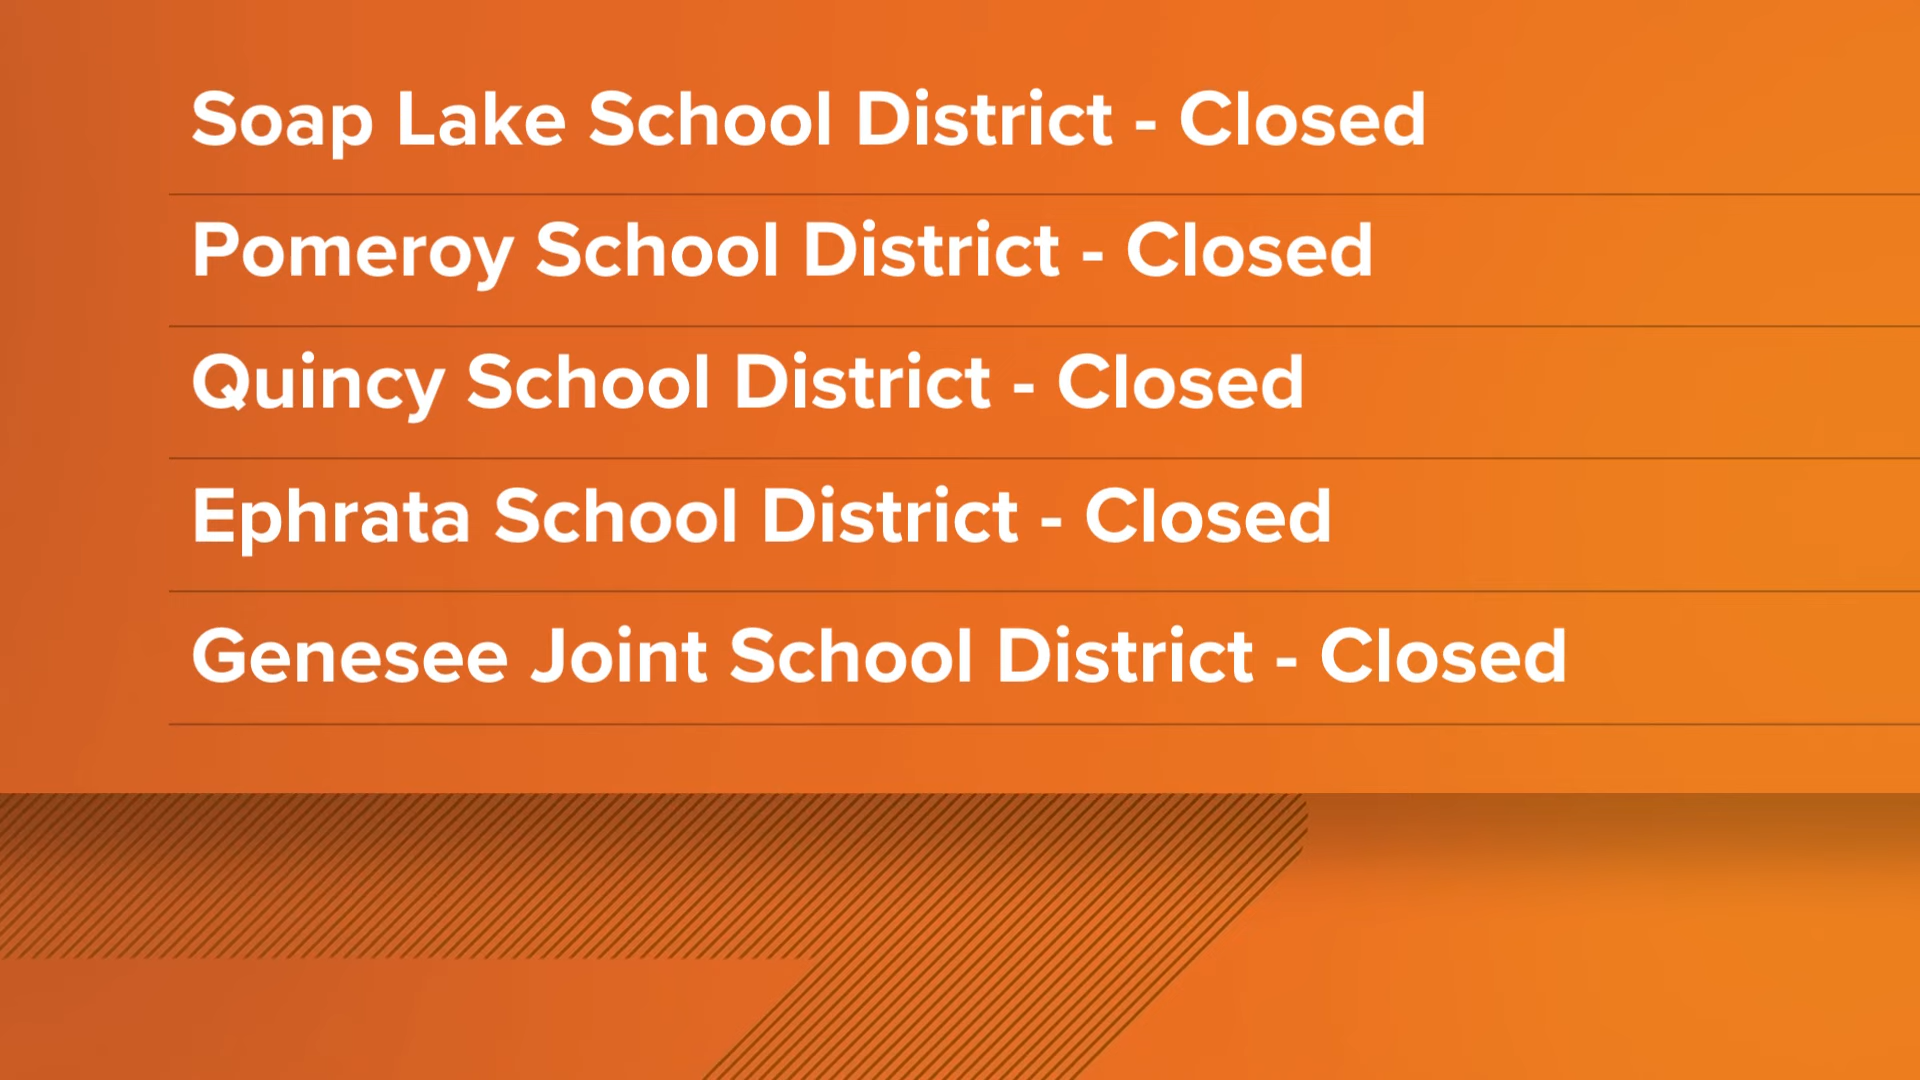 Soap Lake School District - Closed
Pomeroy School District - Closed
Quincy School District - Closed
Ephrata School District - Closed
Genesee Joint School District - Closed